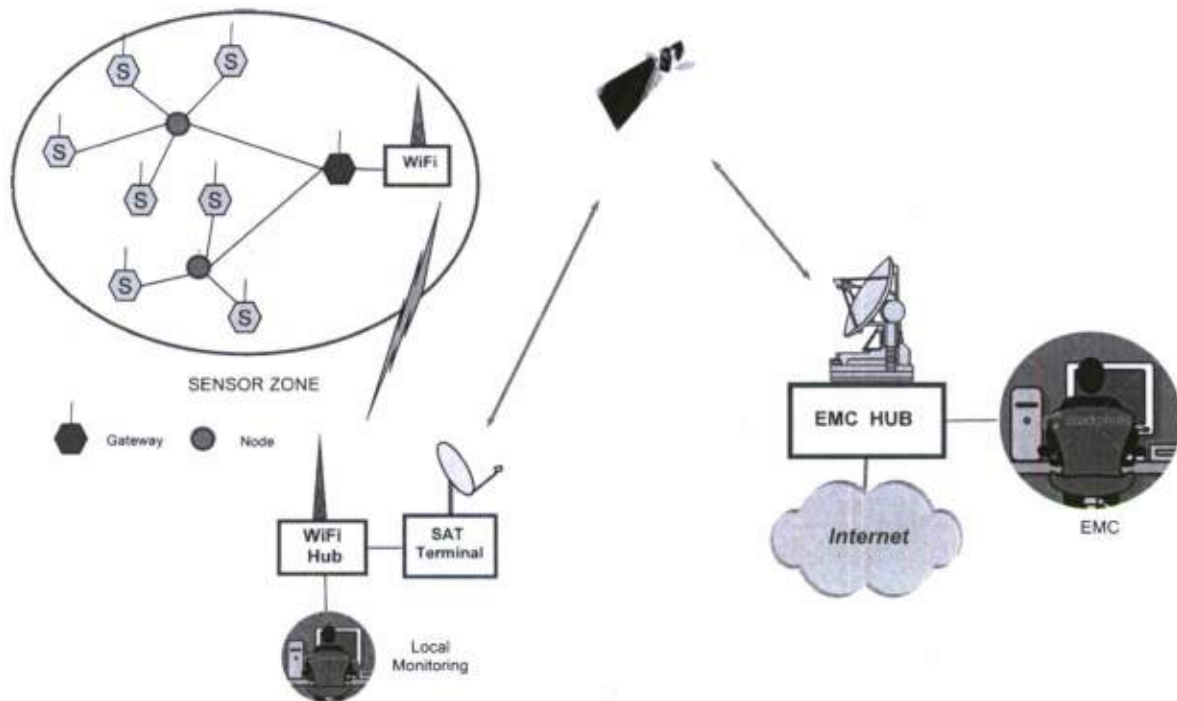 S
S
S
S
S
S
S
WiFi
SENSOR ZONE
Gateway
Node
WiFi
Hub
SAT
Terminal
Local
Monitoring
EMC HUB
Internet
EMC